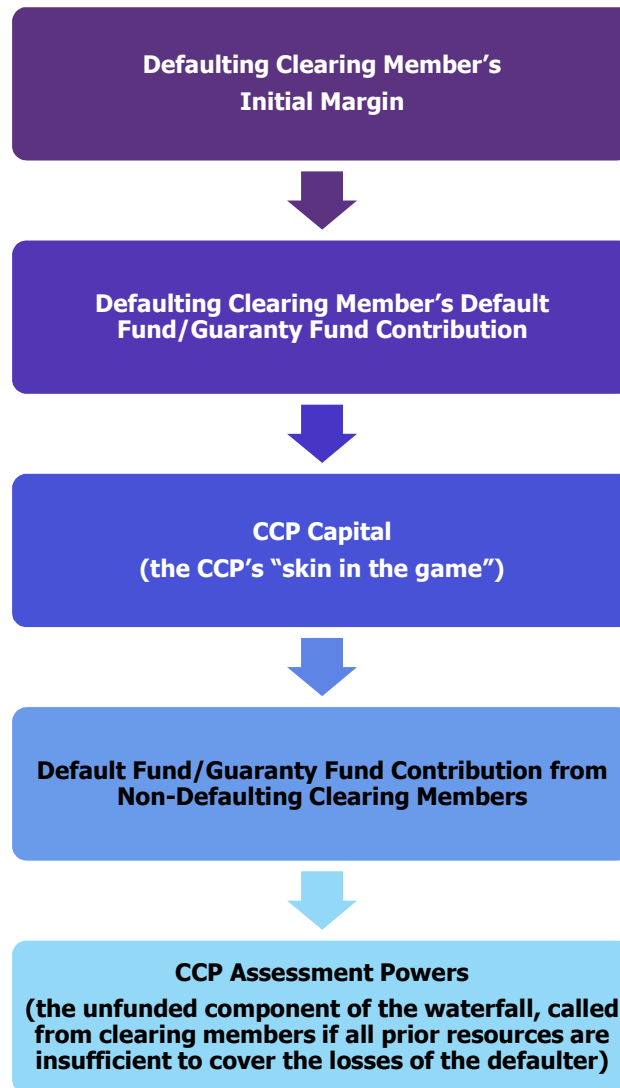 Defaulting Clearing Member’s
Initial Margin
Defaulting Clearing Member’s Default
Fund/Guaranty Fund Contribution
CCP Capital
(the CCP’s “skin in the game”)
Default Fund/Guaranty Fund Contribution from
Non-Defaulting Clearing Members
CCP Assessment Powers
(the unfunded component of the waterfall, called
from clearing members if all prior resources are
insufficient to cover the losses of the defaulter)